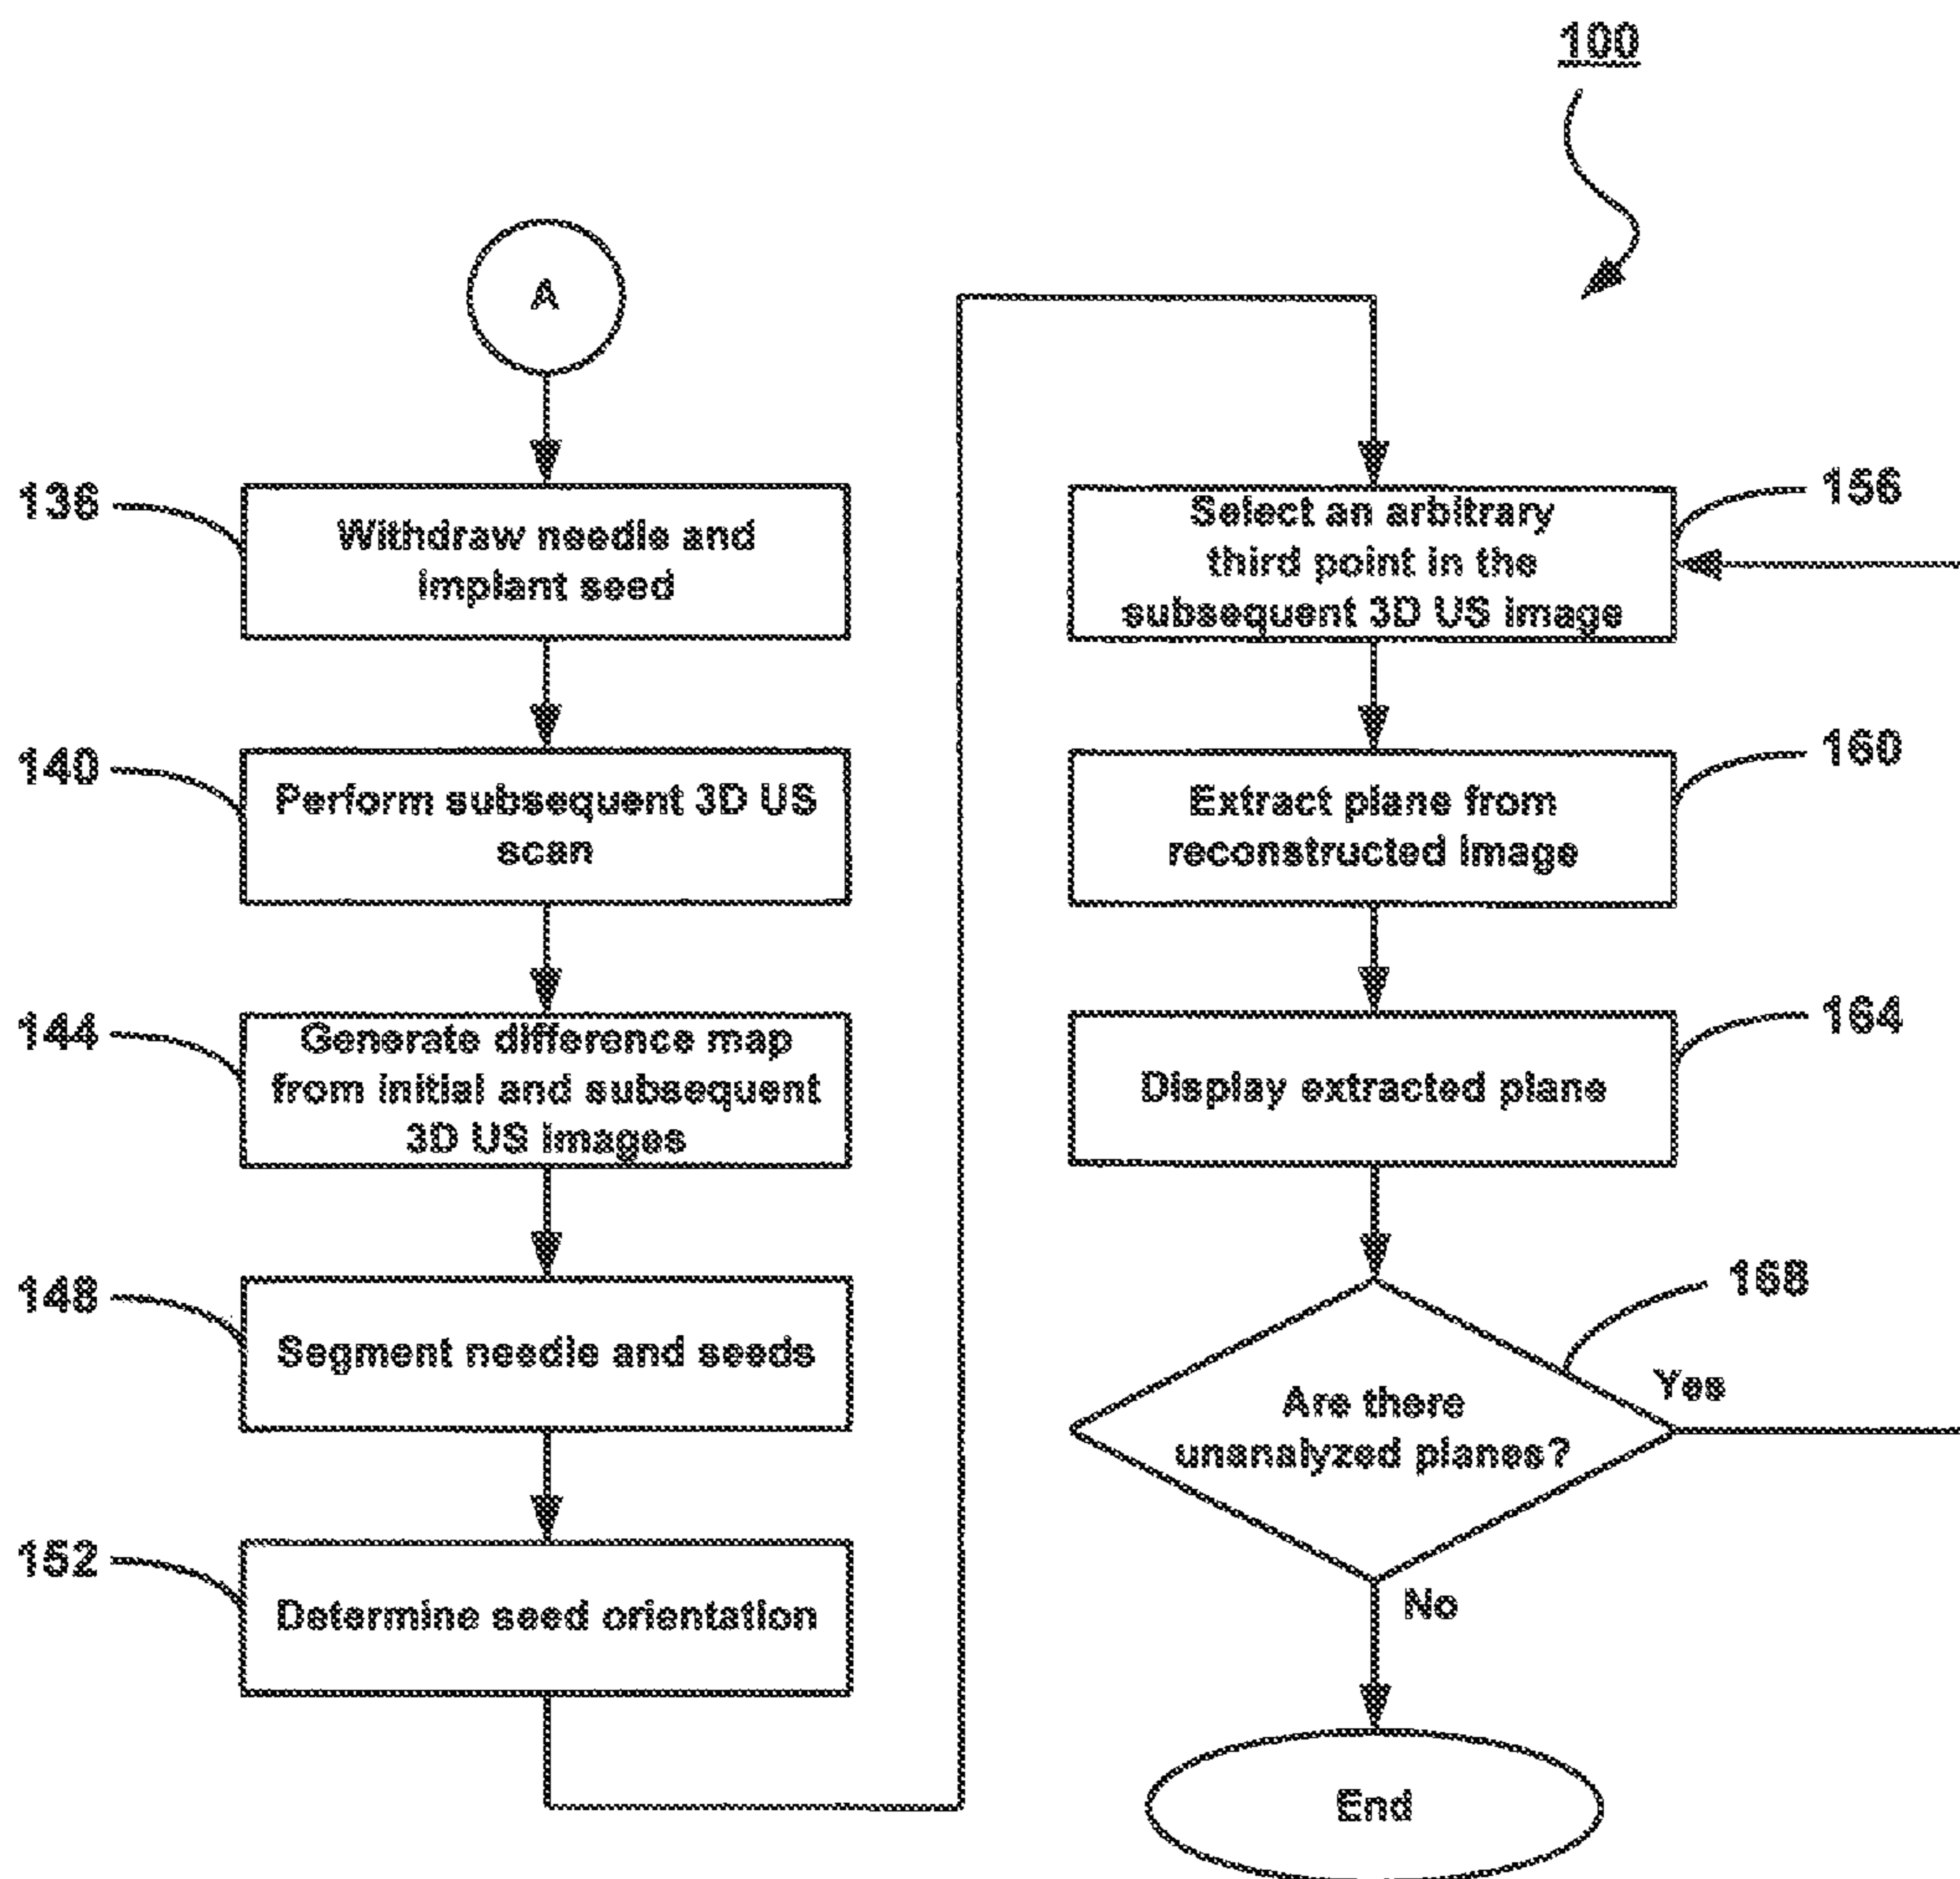 100
A
136
Withdraw needle and
implant seed
140
Perform subsequent 3D US
scan
144
Generate difference map
from initial and subsequent
3D US images
148
Segment needle and seeds
152
Determine seed orientation
156
Select an arbitrary
third point in the
subsequent 3D US image
160
Extract plane from
reconstructed image
164
Display extracted plane
168
Are there
unanalyzed planes?
Yes
No
End